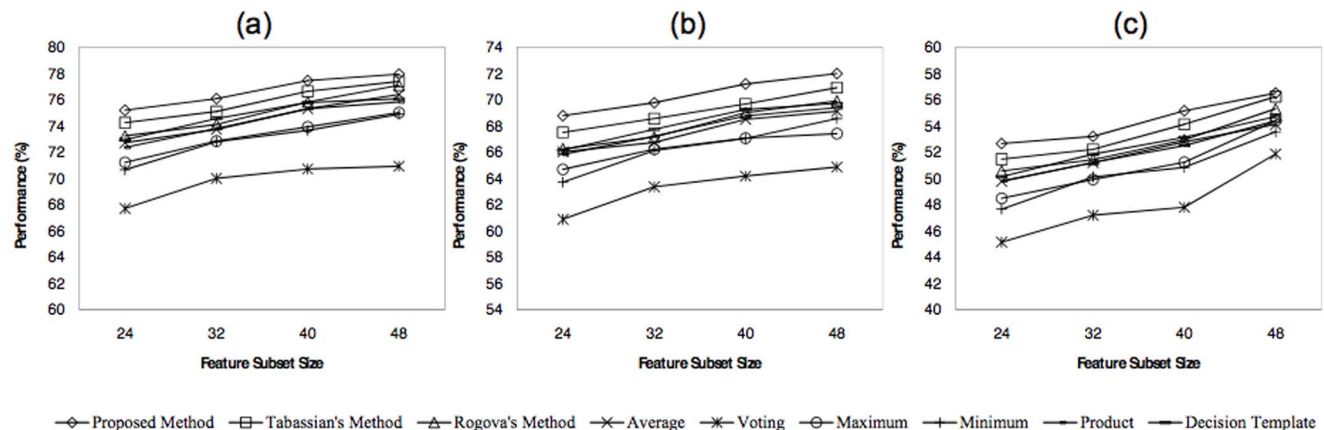 (a) (b) (c)
80 74 60
78 72 58
76 70 56
74 68 54
72 66 52
70 64 50
68 62 48
66 60 46
64 58 44
62 56 42
60 54 40
Performance (%) Performance (%) Performance (%)
24 32 40 48 24 32 40 48 24 32 40 48
Feature Subset Size Feature Subset Size Feature Subset Size
Proposed Method Tabassian's Method Rogova's Method Average Voting Maximum Minimum Product Decision Template